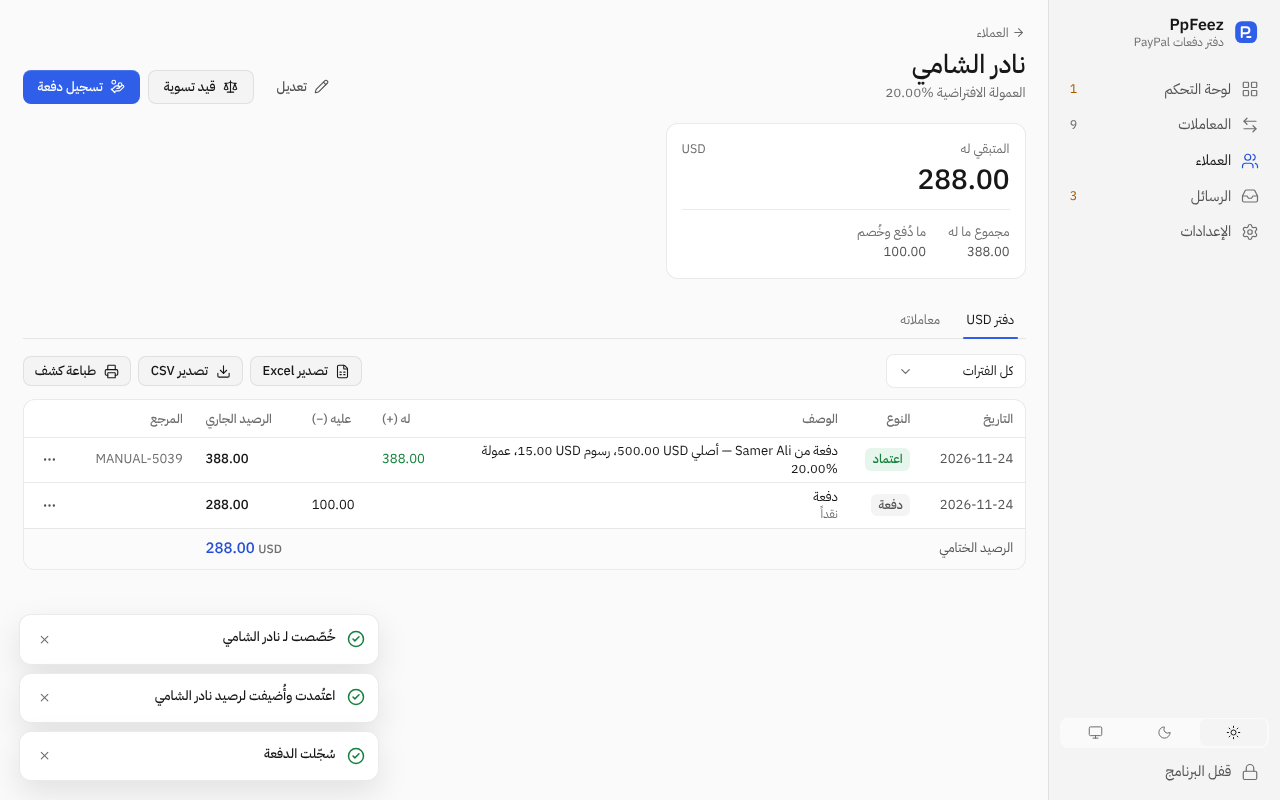 PpFeez
دفتر دفعات PayPal
لوحة التحكم 1
المعاملات 9
العملاء
الرسائل 3
الإعدادات
قفل البرنامج
العملاء
نادر الشامي
العمولة الافتراضية 20.00%
تعديل
قيد تسوية
تسجيل دفعة
المتبقي له USD
288.00
مجموع ما له ما دُفع وخُصم
388.00 100.00
دفتر USD معاملاته
كل الفترات
تصدير Excel تصدير CSV طباعة كشف
التاريخ النوع الوصف له (+) عليه (−) الرصيد الجاري المرجع
2026-11-24 اعتماد دفعة من Samer Ali — أصلي 500.00 USD، رسوم 15.00 USD، عمولة 388.00 388.00 MANUAL-5039
20.00%
2026-11-24 دفعة دفعة 100.00 288.00
نقداً
الرصيد الختامي 288.00 USD
خُصّصت لـ نادر الشامي
اعتُمدت وأُضيفت لرصيد نادر الشامي
سُجّلت الدفعة